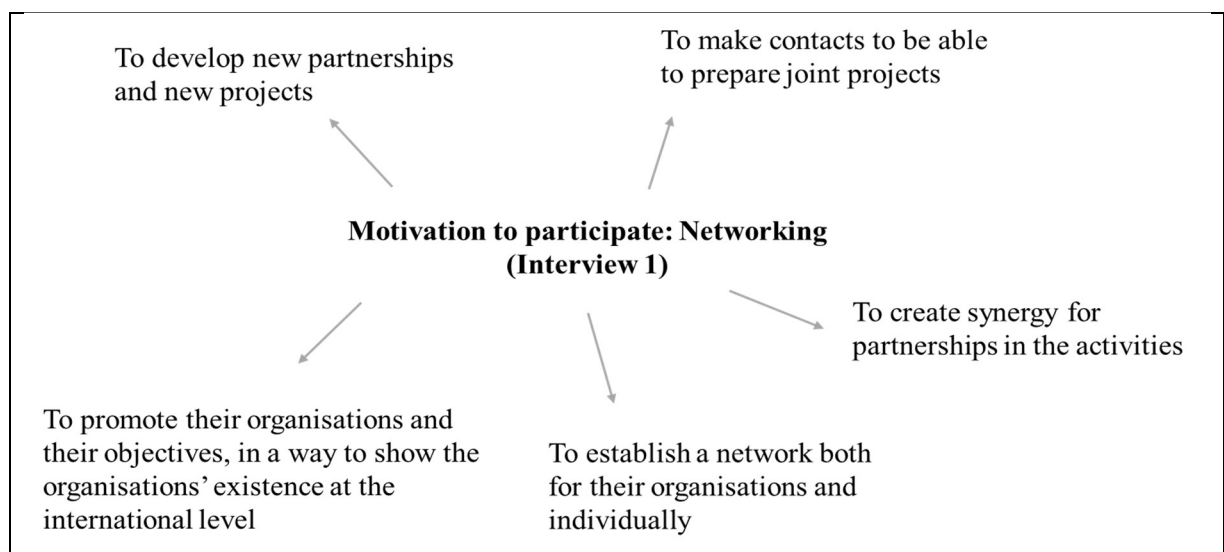 To develop new partnerships
and new projects
To make contacts to be able
to prepare joint projects
Motivation to participate: Networking
(Interview 1)
To create synergy for
partnerships in the activities
To promote their organisations and
their objectives, in a way to show the
organisations’ existence at the
international level
To establish a network both
for their organisations and
individually